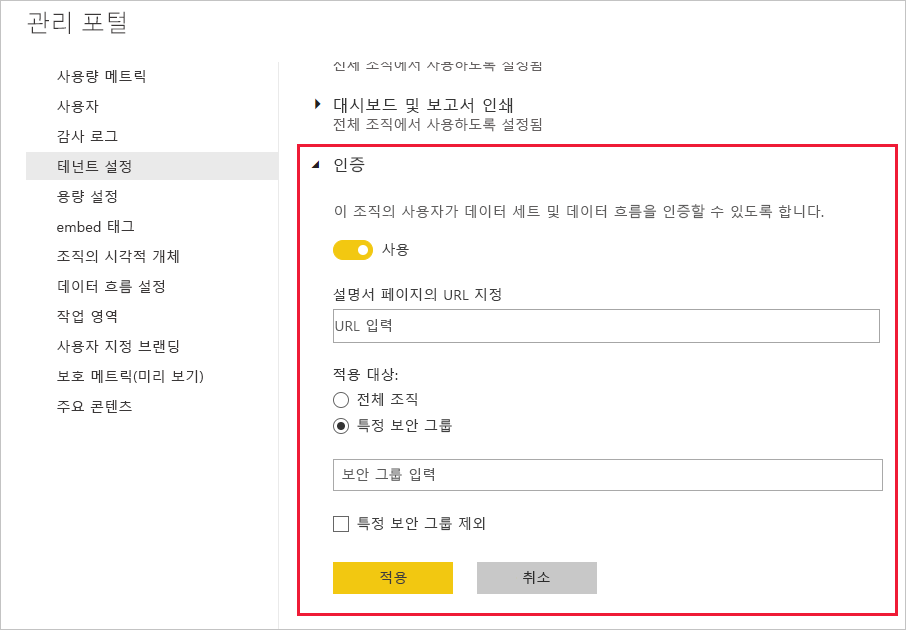 관리 포털
사용량 메트릭
사용자
감사 로그
테넌트 설정
용량 설정
embed 태그
조직의 시각적 개체
데이터 흐름 설정
작업 영역
사용자 지정 브랜딩
보호 메트릭(미리 보기)
주요 콘텐츠
전체 조직에서 사용하도록 설정됨
대시보드 및 보고서 인쇄
전체 조직에서 사용하도록 설정됨
인증
이 조직의 사용자가 데이터 세트 및 데이터 흐름을 인증할 수 있도록 합니다.
사용
설명서 페이지의 URL 지정
URL 입력
적용 대상:
전체 조직
특정 보안 그룹
보안 그룹 입력
특정 보안 그룹 제외
적용
취소